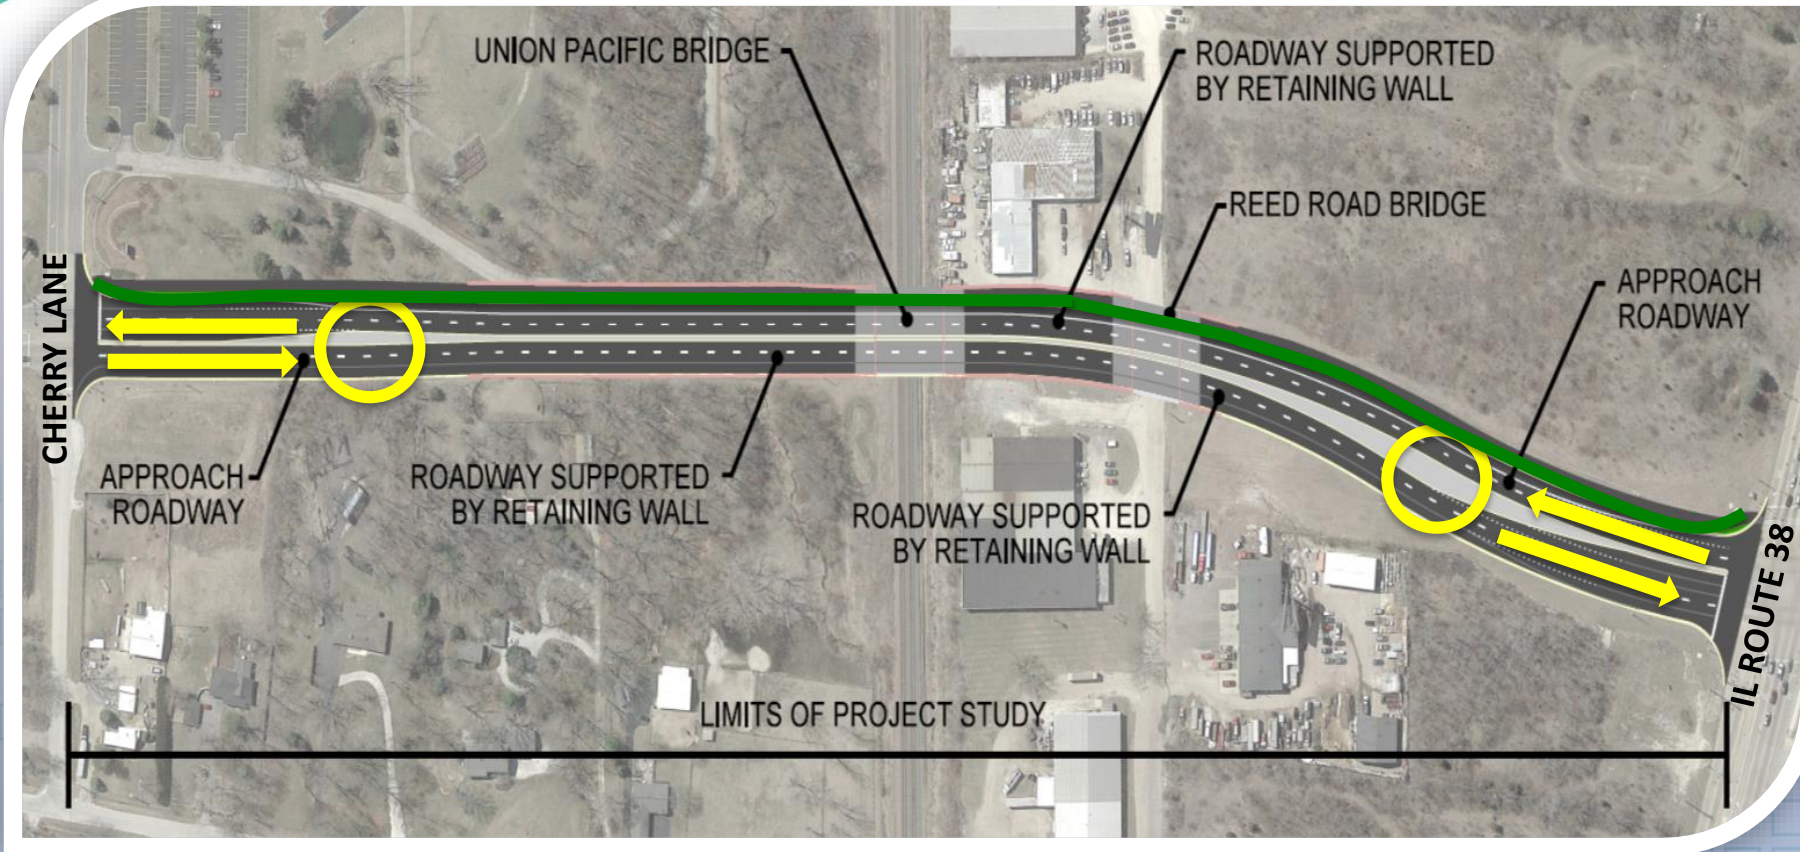 UNION PACIFIC BRIDGE
ROADWAY SUPPORTED
BY RETAINING WALL
REED ROAD BRIDGE
APPROACH
ROADWAY
CHERRY LANE
APPROACH
ROADWAY
ROADWAY SUPPORTED
BY RETAINING WALL
ROADWAY SUPPORTED
BY RETAINING WALL
IL ROUTE 38
LIMITS OF PROJECT STUDY